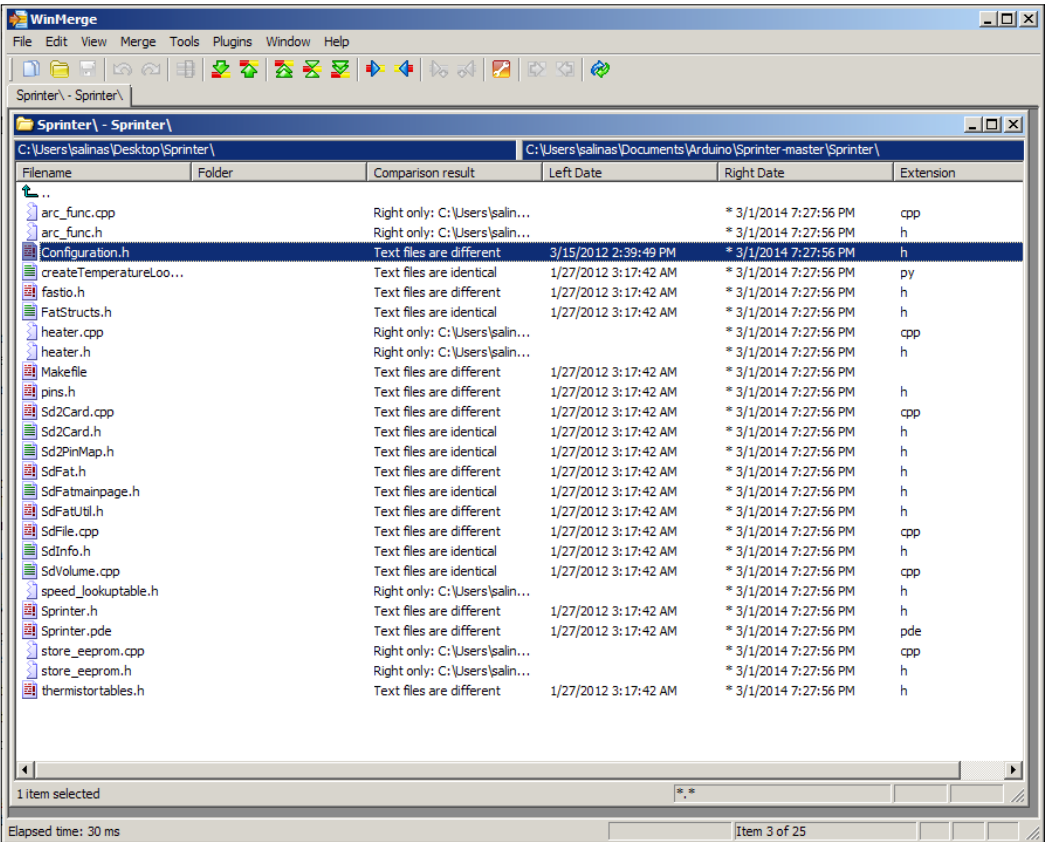 WinMerge
File Edit View Merge Tools Plugins Window Help
Sprinter\ - Sprinter\
Sprinter\ - Sprinter\
C:\Users\salinas\Desktop\Sprinter\ C:\Users\salinas\Documents\Arduino\Sprinter-master\Sprinter\
Filename Folder Comparison result Left Date Right Date Extension
..
arc_func.cpp Right only: C:\Users\salin... * 3/1/2014 7:27:56 PM cpp
arc_func.h Right only: C:\Users\salin... * 3/1/2014 7:27:56 PM h
Configuration.h Text files are different 3/15/2012 2:39:49 PM * 3/1/2014 7:27:56 PM h
createTemperatureLoo... Text files are identical 1/27/2012 3:17:42 AM * 3/1/2014 7:27:56 PM py
fastio.h Text files are different 1/27/2012 3:17:42 AM * 3/1/2014 7:27:56 PM h
FatStructs.h Text files are identical 1/27/2012 3:17:42 AM * 3/1/2014 7:27:56 PM h
heater.cpp Right only: C:\Users\salin... * 3/1/2014 7:27:56 PM cpp
heater.h Right only: C:\Users\salin... * 3/1/2014 7:27:56 PM h
Makefile Text files are different 1/27/2012 3:17:42 AM * 3/1/2014 7:27:56 PM
pins.h Text files are different 1/27/2012 3:17:42 AM * 3/1/2014 7:27:56 PM h
Sd2Card.cpp Text files are different 1/27/2012 3:17:42 AM * 3/1/2014 7:27:56 PM cpp
Sd2Card.h Text files are identical 1/27/2012 3:17:42 AM * 3/1/2014 7:27:56 PM h
Sd2PinMap.h Text files are identical 1/27/2012 3:17:42 AM * 3/1/2014 7:27:56 PM h
SdFat.h Text files are different 1/27/2012 3:17:42 AM * 3/1/2014 7:27:56 PM h
SdFatmainpage.h Text files are identical 1/27/2012 3:17:42 AM * 3/1/2014 7:27:56 PM h
SdFatUtil.h Text files are different 1/27/2012 3:17:42 AM * 3/1/2014 7:27:56 PM h
SdFile.cpp Text files are different 1/27/2012 3:17:42 AM * 3/1/2014 7:27:56 PM cpp
SdInfo.h Text files are identical 1/27/2012 3:17:42 AM * 3/1/2014 7:27:56 PM h
SdVolume.cpp Text files are identical 1/27/2012 3:17:42 AM * 3/1/2014 7:27:56 PM cpp
speed_lookuptable.h Right only: C:\Users\salin... * 3/1/2014 7:27:56 PM h
Sprinter.h Text files are different 1/27/2012 3:17:42 AM * 3/1/2014 7:27:56 PM h
Sprinter.pde Text files are different 1/27/2012 3:17:42 AM * 3/1/2014 7:27:56 PM pde
store_eeprom.cpp Right only: C:\Users\salin... * 3/1/2014 7:27:56 PM cpp
store_eeprom.h Right only: C:\Users\salin... * 3/1/2014 7:27:56 PM h
thermistortables.h Text files are different 1/27/2012 3:17:42 AM * 3/1/2014 7:27:56 PM h
1 item selected *.*
Elapsed time: 30 ms Item 3 of 25